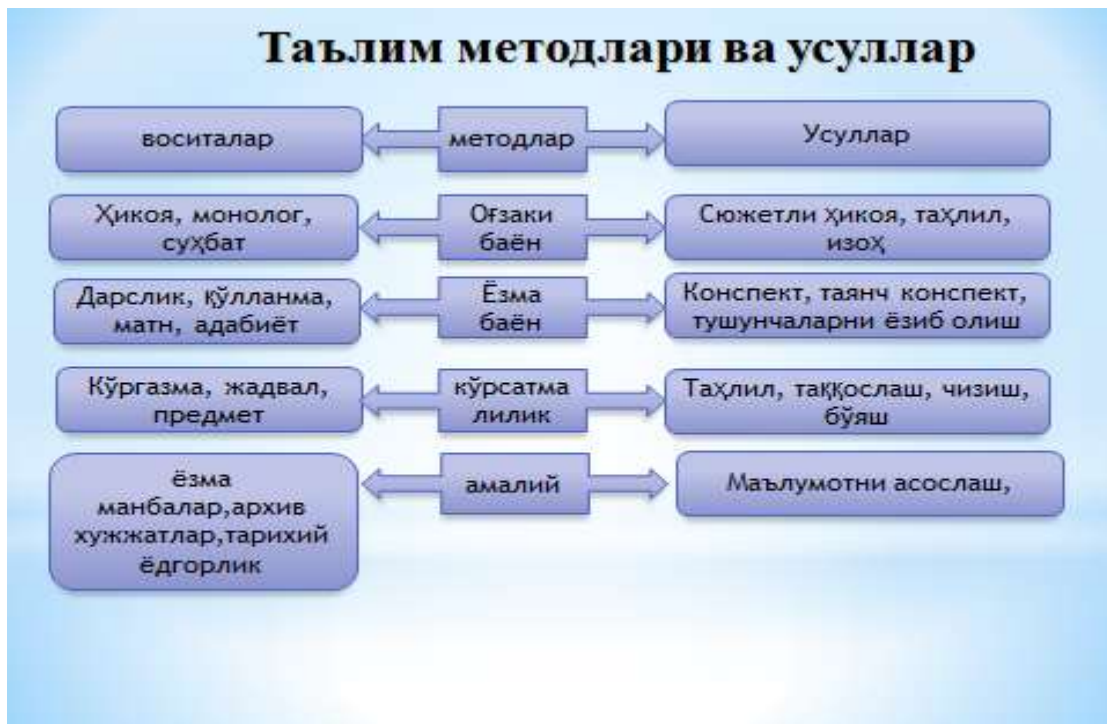 Таълим методлари ва усуллар
воситалар
методлар
Усуллар
Ҳикоя, монолог,
суҳбат
Оғзаки
баён
Сюжетли ҳикоя, таҳлил,
изоҳ
Дарслик, қўлланма,
матн, адабиёт
Ёзма
баён
Конспект, таянч конспект,
тушунчаларни ёзиб олиш
Кўргазма, жадвал,
предмет
кўрсатма
лилик
Таҳлил, таққослаш, чизиш,
бўяш
ёзма
манбалар,архив
хужжатлар,тарихий
ёдгорлик
амалий
Маълумотни асослаш,